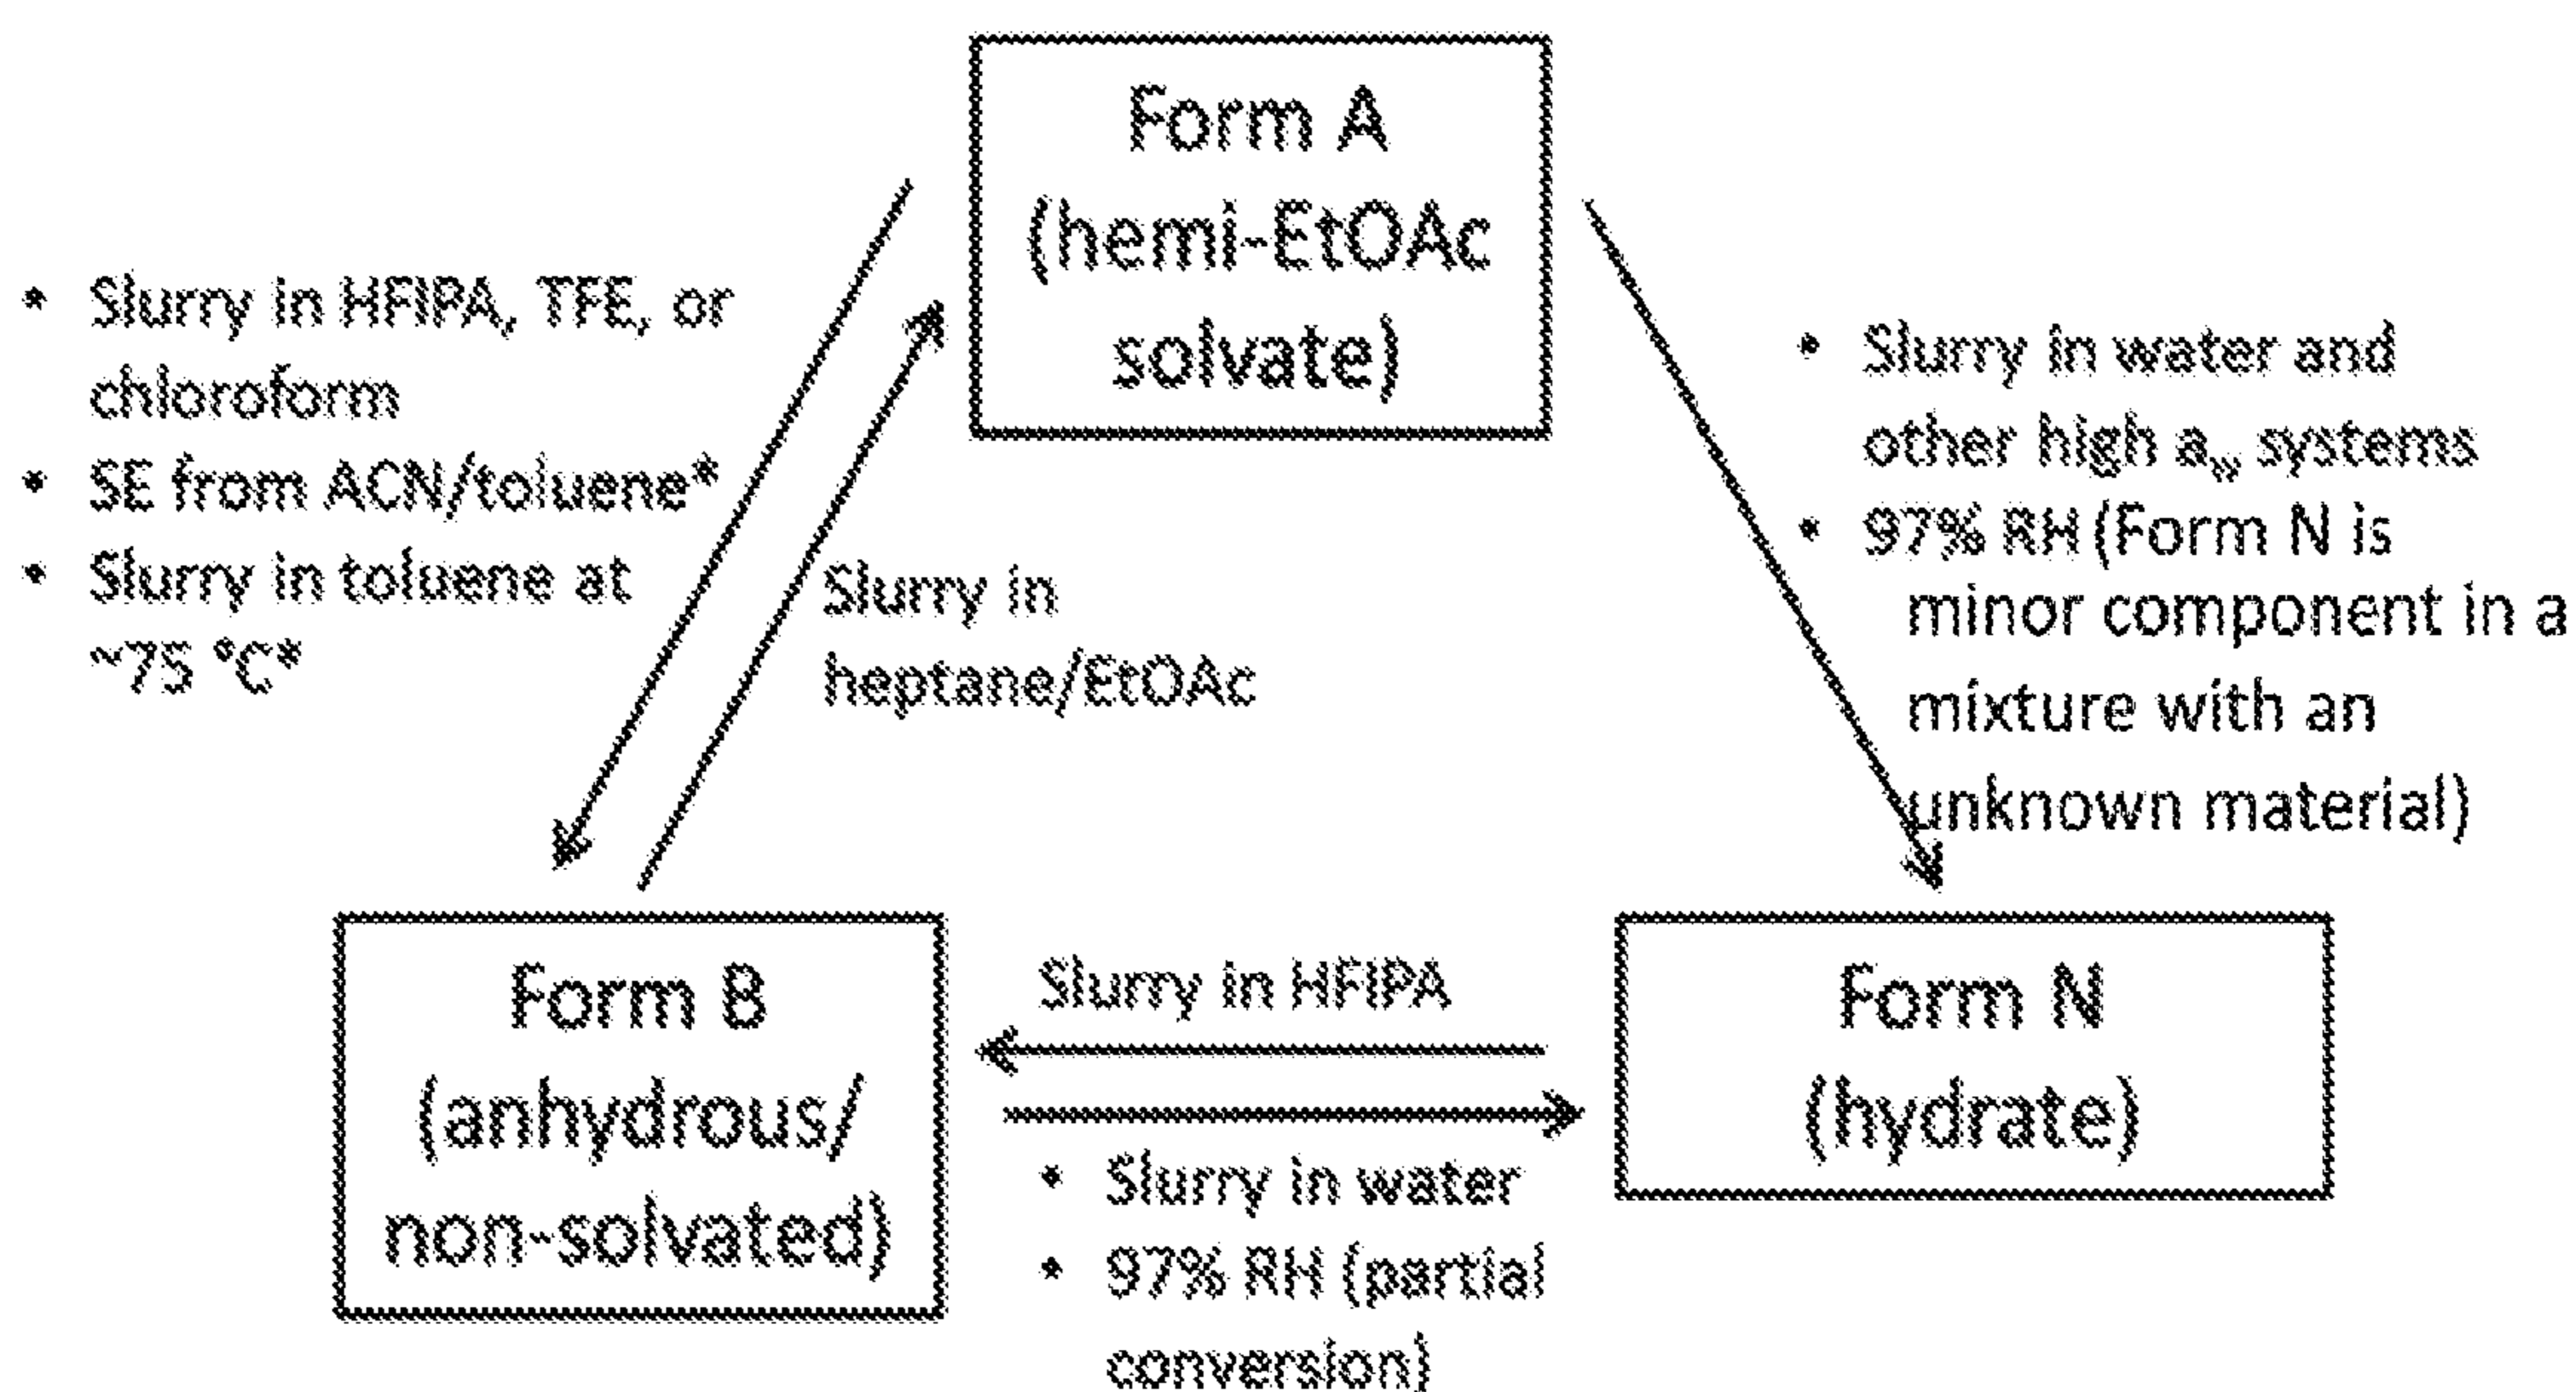 Form A
(hemi-EtOAc
solvate)
• Slurry in HFIPA, TFE, or
chloroform
• SE from ACN/toluene*
• Slurry in toluene at
~75 °C*
Slurry in
heptane/EtOAc
• Slurry in water and
other high a_w systems
• 97% RH (Form N is
minor component in a
mixture with an
unknown material)
Form B
(anhydrous/
non-solvated)
Slurry in HFIPA
• Slurry in water
• 97% RH (partial
conversion)
Form N
(hydrate)